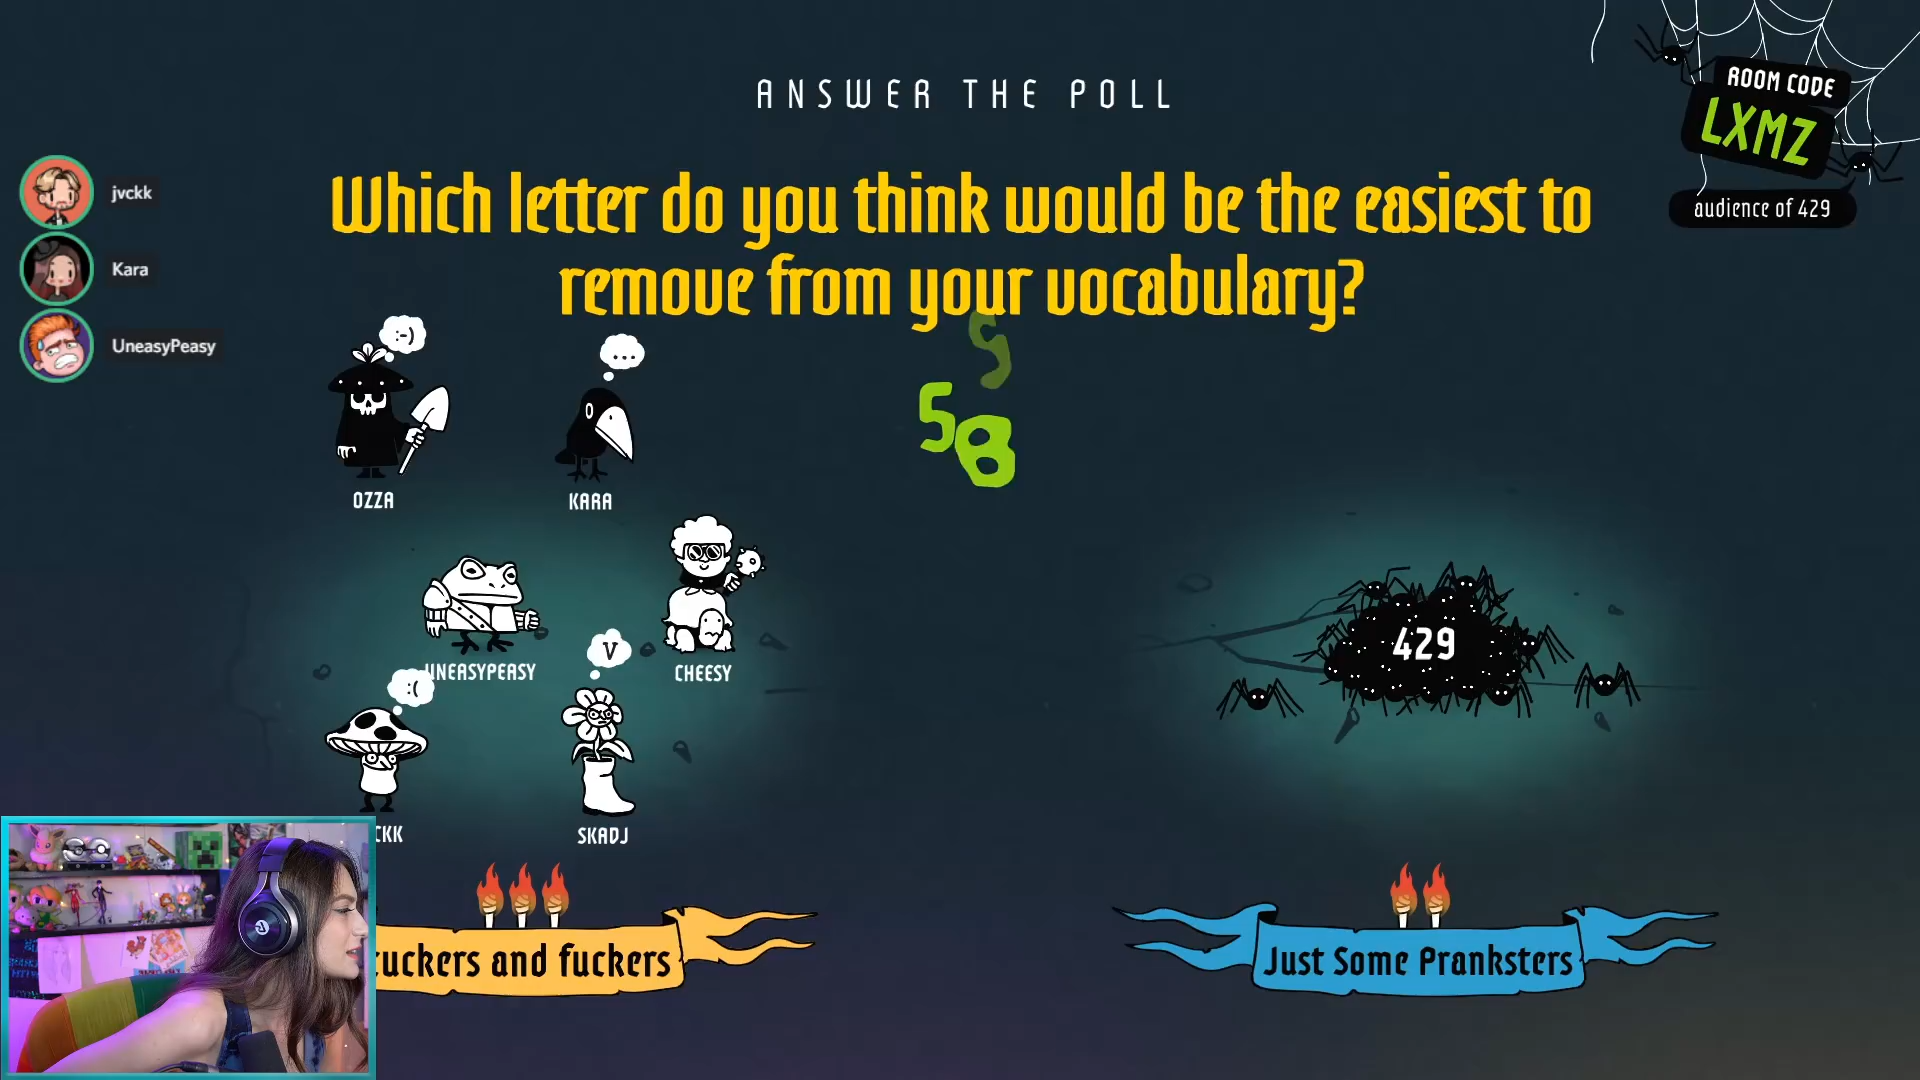 ANSWER THE POLL
ROOM CODE
LXMZ
audience of 429
Which letter do you think would be the easiest to
remove from your vocabulary?
jvckk
Kara
UneasyPeasy
:)
...
5
58
OZZA
KARA
UNEASYPEASY
CHEESY
V
:(
CKK
SKADJ
429
uckers and fuckers
Just Some Pranksters